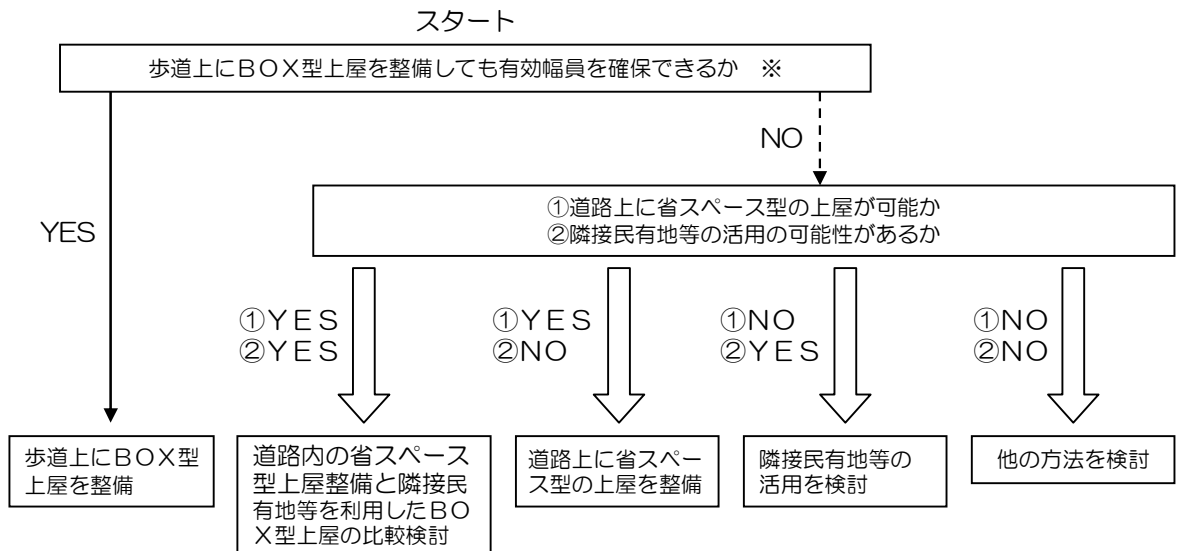 スタート
歩道上にＢＯＸ型上屋を整備しても有効幅員を確保できるか　※
NO
YES
①道路上に省スペース型の上屋が可能か
②隣接民有地等の活用の可能性があるか
①ＹＥＳ
②ＹＥＳ
①ＹＥＳ
②ＮＯ
①ＮＯ
②ＹＥＳ
①ＮＯ
②ＮＯ
歩道上にＢＯＸ型
上屋を整備
道路内の省スペース
型上屋整備と隣接民
有地等を利用したＢＯ
Ｘ型上屋の比較検討
道路上に省スペー
ス型の上屋を整備
隣接民有地等の
活用を検討
他の方法を検討